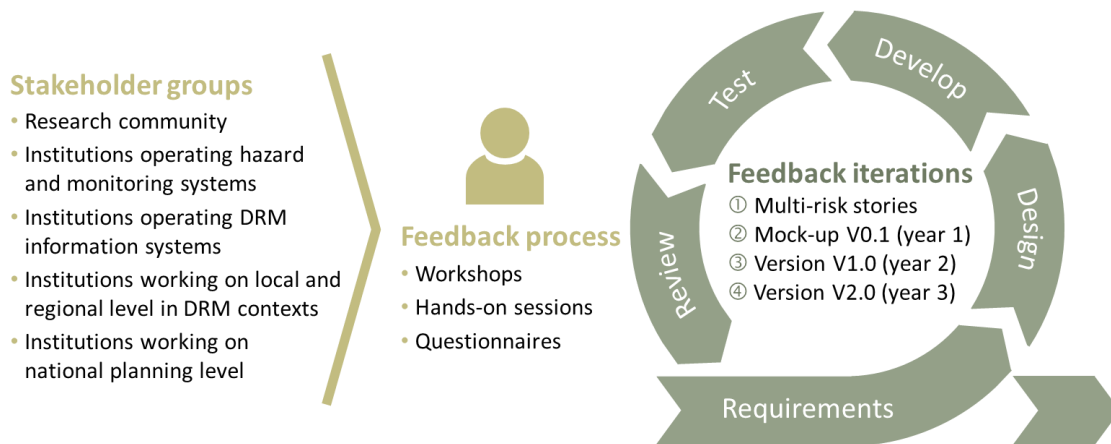 Stakeholder groups
• Research community
• Institutions operating hazard
and monitoring systems
• Institutions operating DRM
information systems
• Institutions working on local and
regional level in DRM contexts
• Institutions working on
national planning level
Feedback process
• Workshops
• Hands-on sessions
• Questionnaires
Feedback iterations
① Multi-risk stories
② Mock-up V0.1 (year 1)
③ Version V1.0 (year 2)
④ Version V2.0 (year 3)
Requirements
Design
Develop
Test
Review